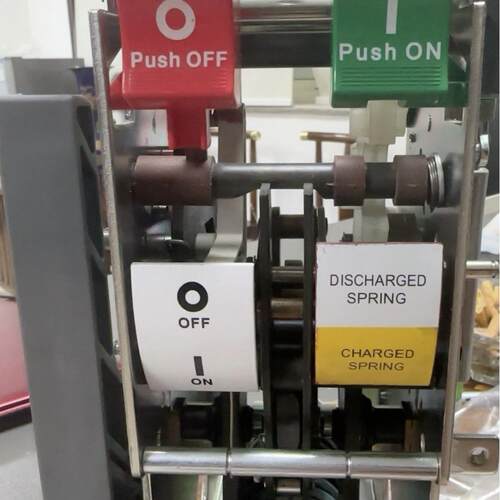 O
Push OFF
I
Push ON
O
OFF
I
ON
DISCHARGED
SPRING
CHARGED
SPRING